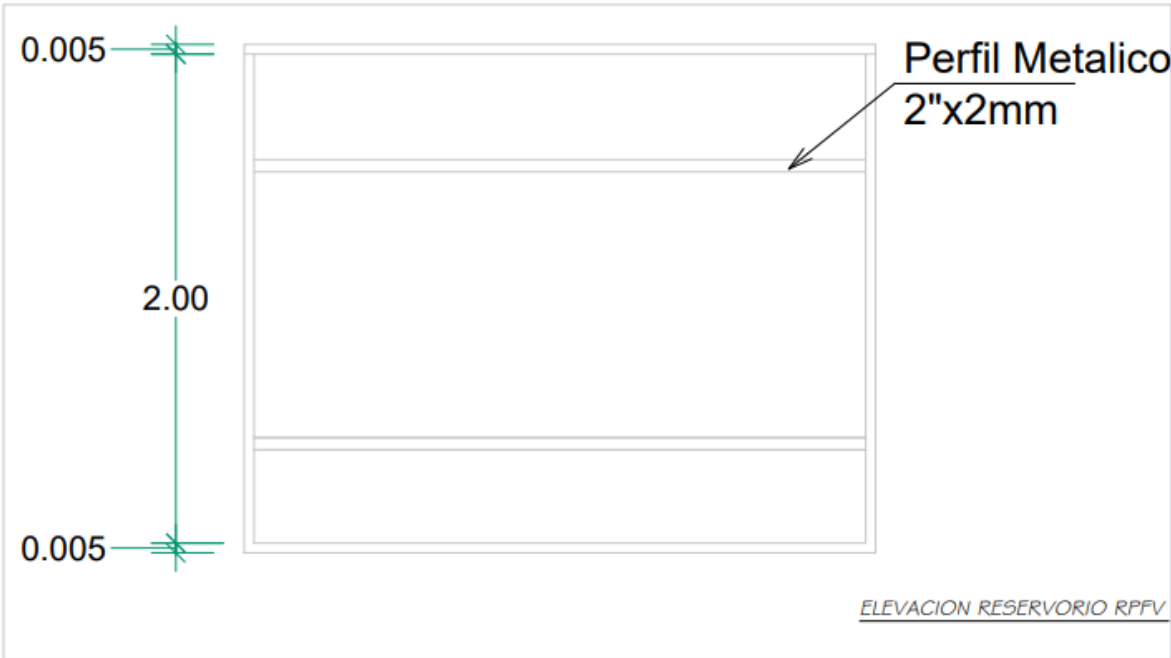 0.005
Perfil Metalico
2"x2mm
2.00
0.005
ELEVACION RESERVORIO RPFV